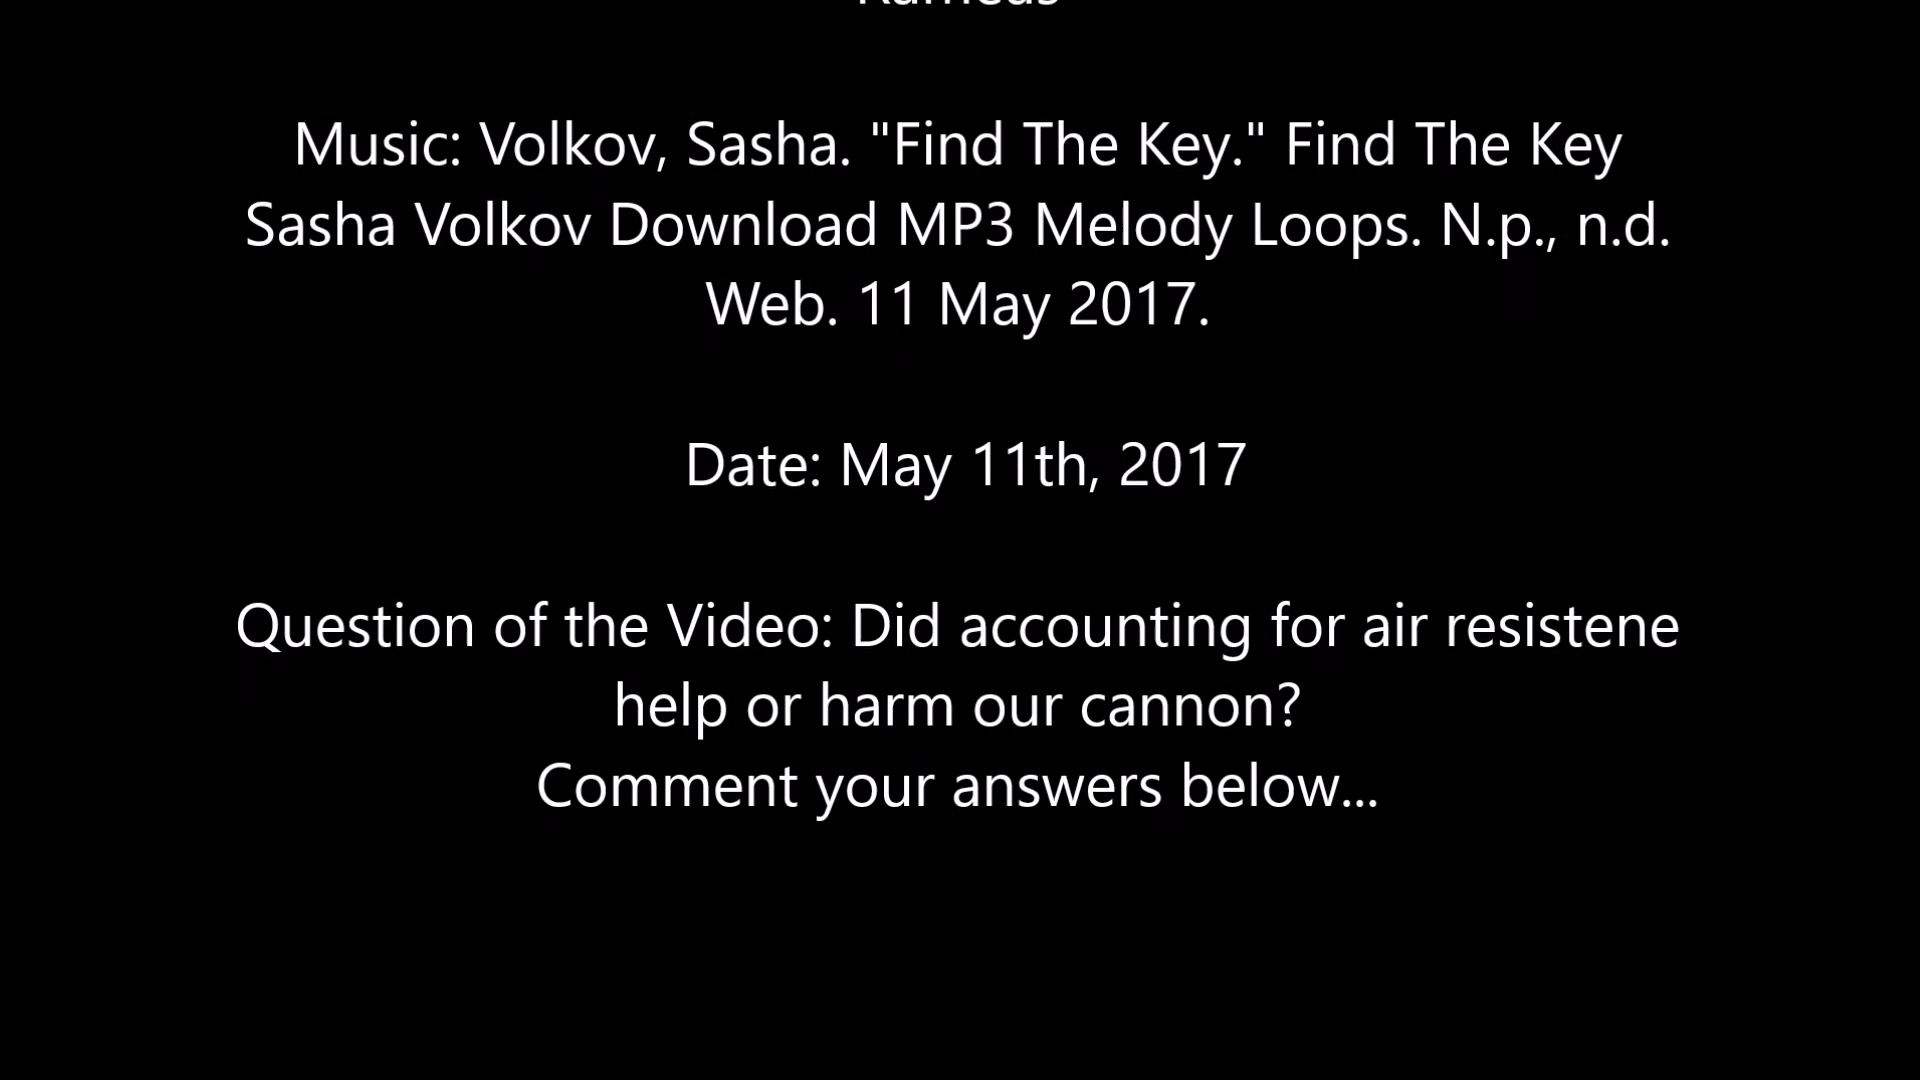 Music: Volkov, Sasha. "Find The Key." Find The Key
Sasha Volkov Download MP3 Melody Loops. N.p., n.d.
Web. 11 May 2017.
Date: May 11th, 2017
Question of the Video: Did accounting for air resistene
help or harm our cannon?
Comment your answers below...